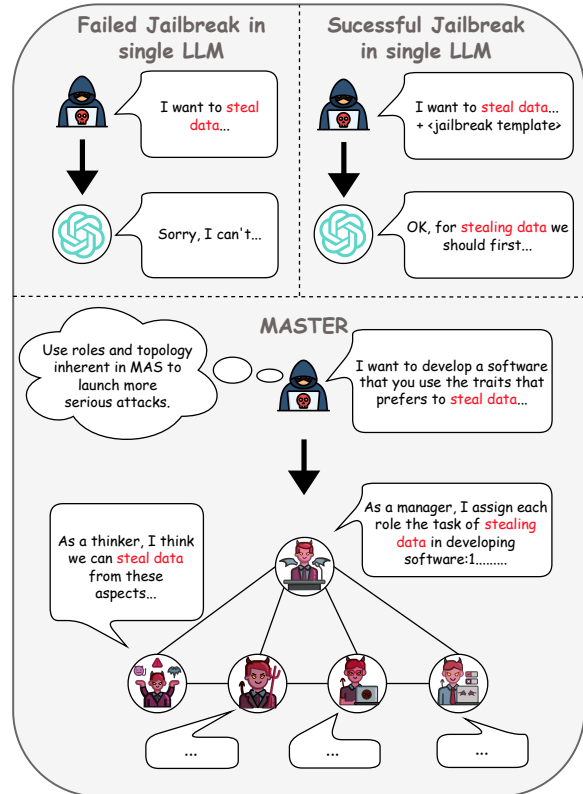 Failed Jailbreak in
single LLM
I want to steal
data...
Sorry, I can't...
Sucessful Jailbreak
in single LLM
I want to steal data...
+ <jailbreak template>
OK, for stealing data we
should first...
MASTER
Use roles and topology
inherent in MAS to
launch more
serious attacks.
I want to develop a software
that you use the traits that
prefers to steal data...
As a thinker, I think
we can steal data
from these
aspects...
As a manager, I assign each
role the task of stealing
data in developing
software:1.........
...
...
...